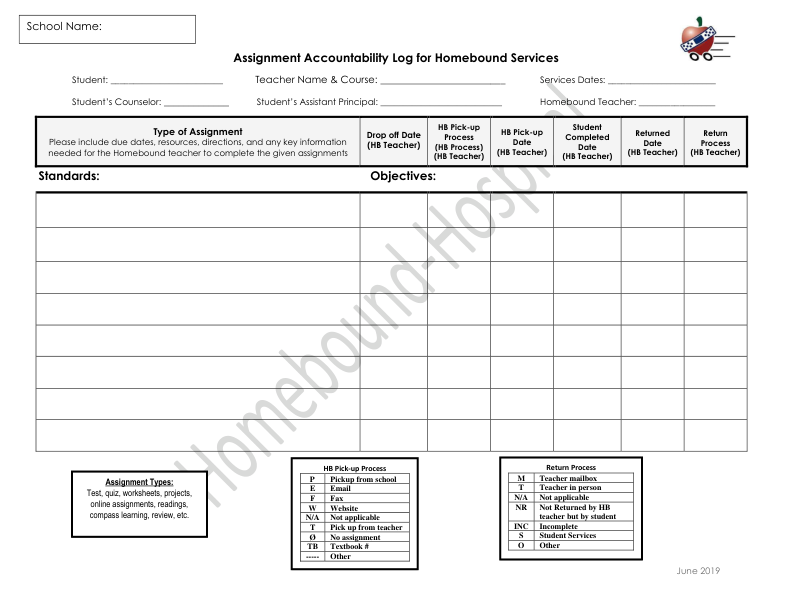 School Name:
Assignment Accountability Log for Homebound Services
Student: ______________________ Teacher Name & Course: ______________________ Services Dates: ______________________
Student's Counselor: ______________ Student's Assistant Principal: ______________________ Homebound Teacher: ________________
Type of Assignment
Please include due dates, resources, directions, and any key information
needed for the Homebound teacher to complete the given assignments
Drop off Date
(HB Teacher)
HB Pick-up
Process
(HB Process)
(HB Teacher)
HB Pick-up
Date
(HB Teacher)
Student
Completed
Date
(HB Teacher)
Returned
Date
(HB Teacher)
Return
Process
(HB Teacher)
Standards: Objectives:
Homebound-Hospital
Assignment Types:
Test, quiz, worksheets, projects,
online assignments, readings,
compass learning, review, etc.
HB Pick-up Process
P Pickup from school
E Email
F Fax
W Website
N/A Not applicable
T Pick up from teacher
Ø No assignment
TB Textbook #
----- Other
Return Process
M Teacher mailbox
T Teacher in person
N/A Not applicable
NR Not Returned by HB
teacher but by student
INC Incomplete
S Student Services
O Other
June 2019